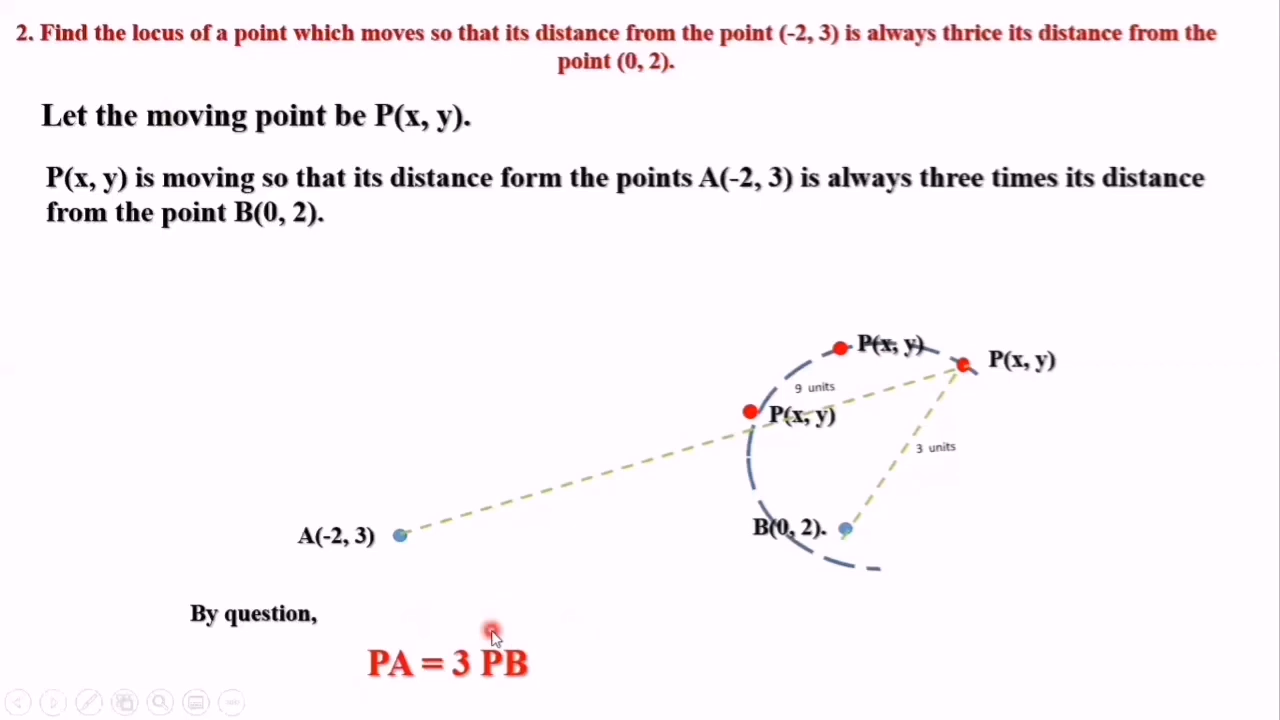 2. Find the locus of a point which moves so that its distance from the point (-2, 3) is always thrice its distance from the
point (0, 2).
Let the moving point be P(x, y).
P(x, y) is moving so that its distance form the points A(-2, 3) is always three times its distance
from the point B(0, 2).
P(x, y)
P(x, y)
9 units
P(x, y)
3 units
B(0, 2).
A(-2, 3)
By question,
PA = 3 PB